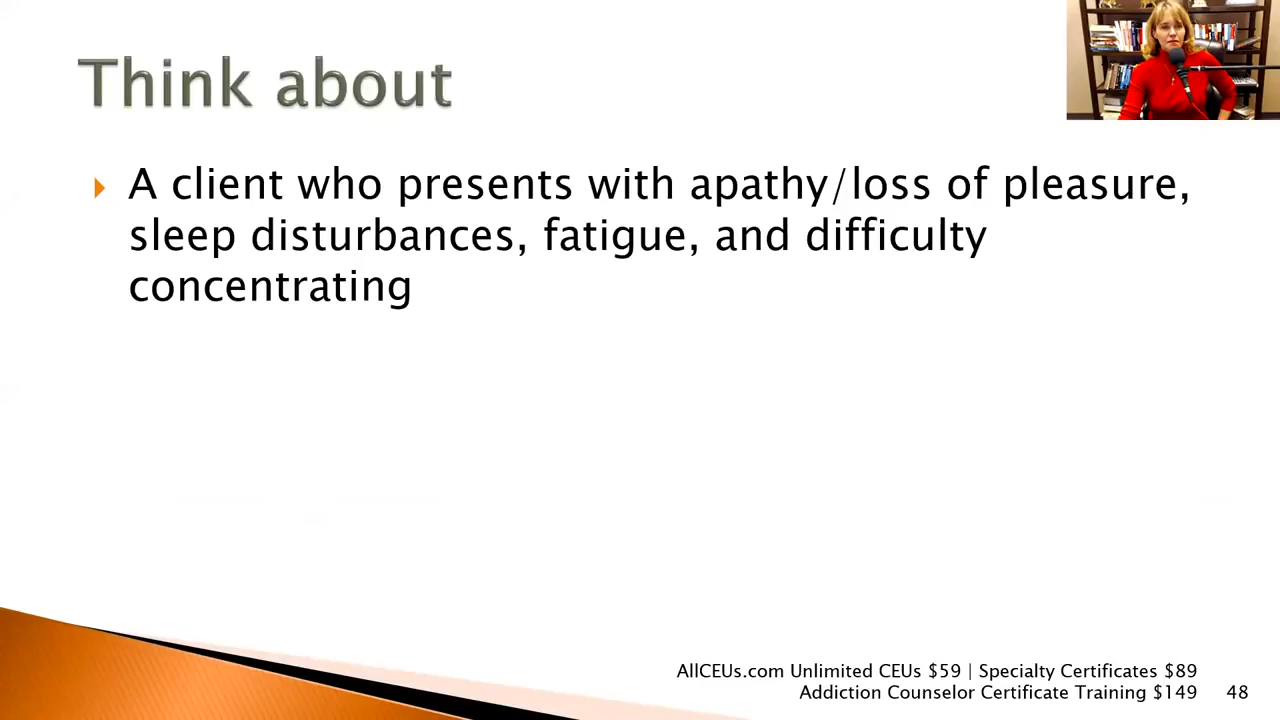 Think about
A client who presents with apathy/loss of pleasure,
sleep disturbances, fatigue, and difficulty
concentrating
AllCEUs.com Unlimited CEUs $59 | Specialty Certificates $89
Addiction Counselor Certificate Training $149
48